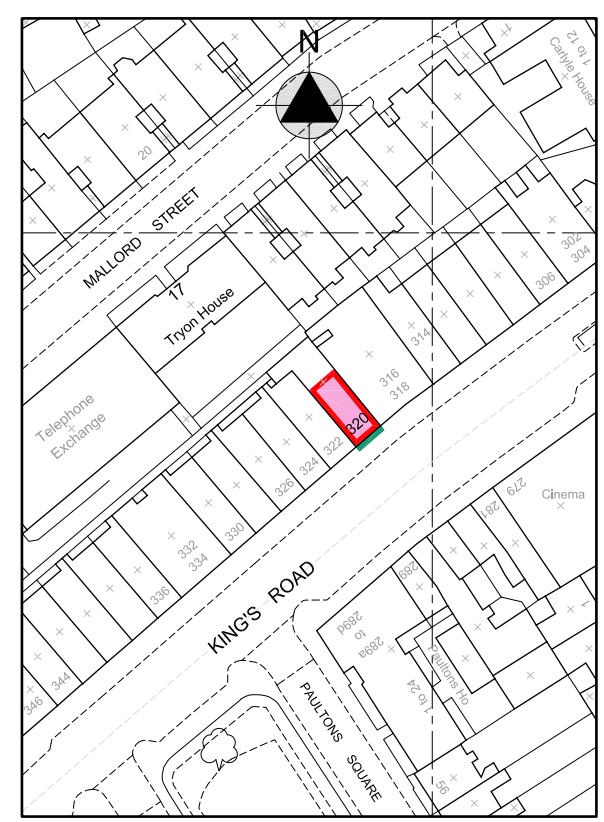 N
1 to 12
Carlyle House
20
MALLORD STREET
17
Tryon House
302
304
306
314
316
318
320
322
324
326
330
332
334
336
344
346
Telephone
Exchange
KING'S ROAD
279
281
Cinema
289
289d
to
289a
Paultons Ho
1 to 24
PAULTONS SQUARE
56
1